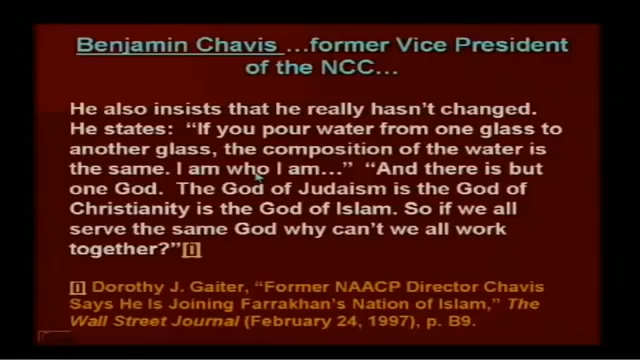 Benjamin Chavis …former Vice President
of the NCC…
He also insists that he really hasn't changed.
He states: “If you pour water from one glass to
another glass, the composition of the water is
the same. I am who I am…” “And there is but
one God. The God of Judaism is the God of
Christianity is the God of Islam. So if we all
serve the same God why can't we all work
together?”[i]
[i] Dorothy J. Gaiter, “Former NAACP Director Chavis
Says He Is Joining Farrakhan's Nation of Islam,” The
Wall Street Journal (February 24, 1997), p. B9.